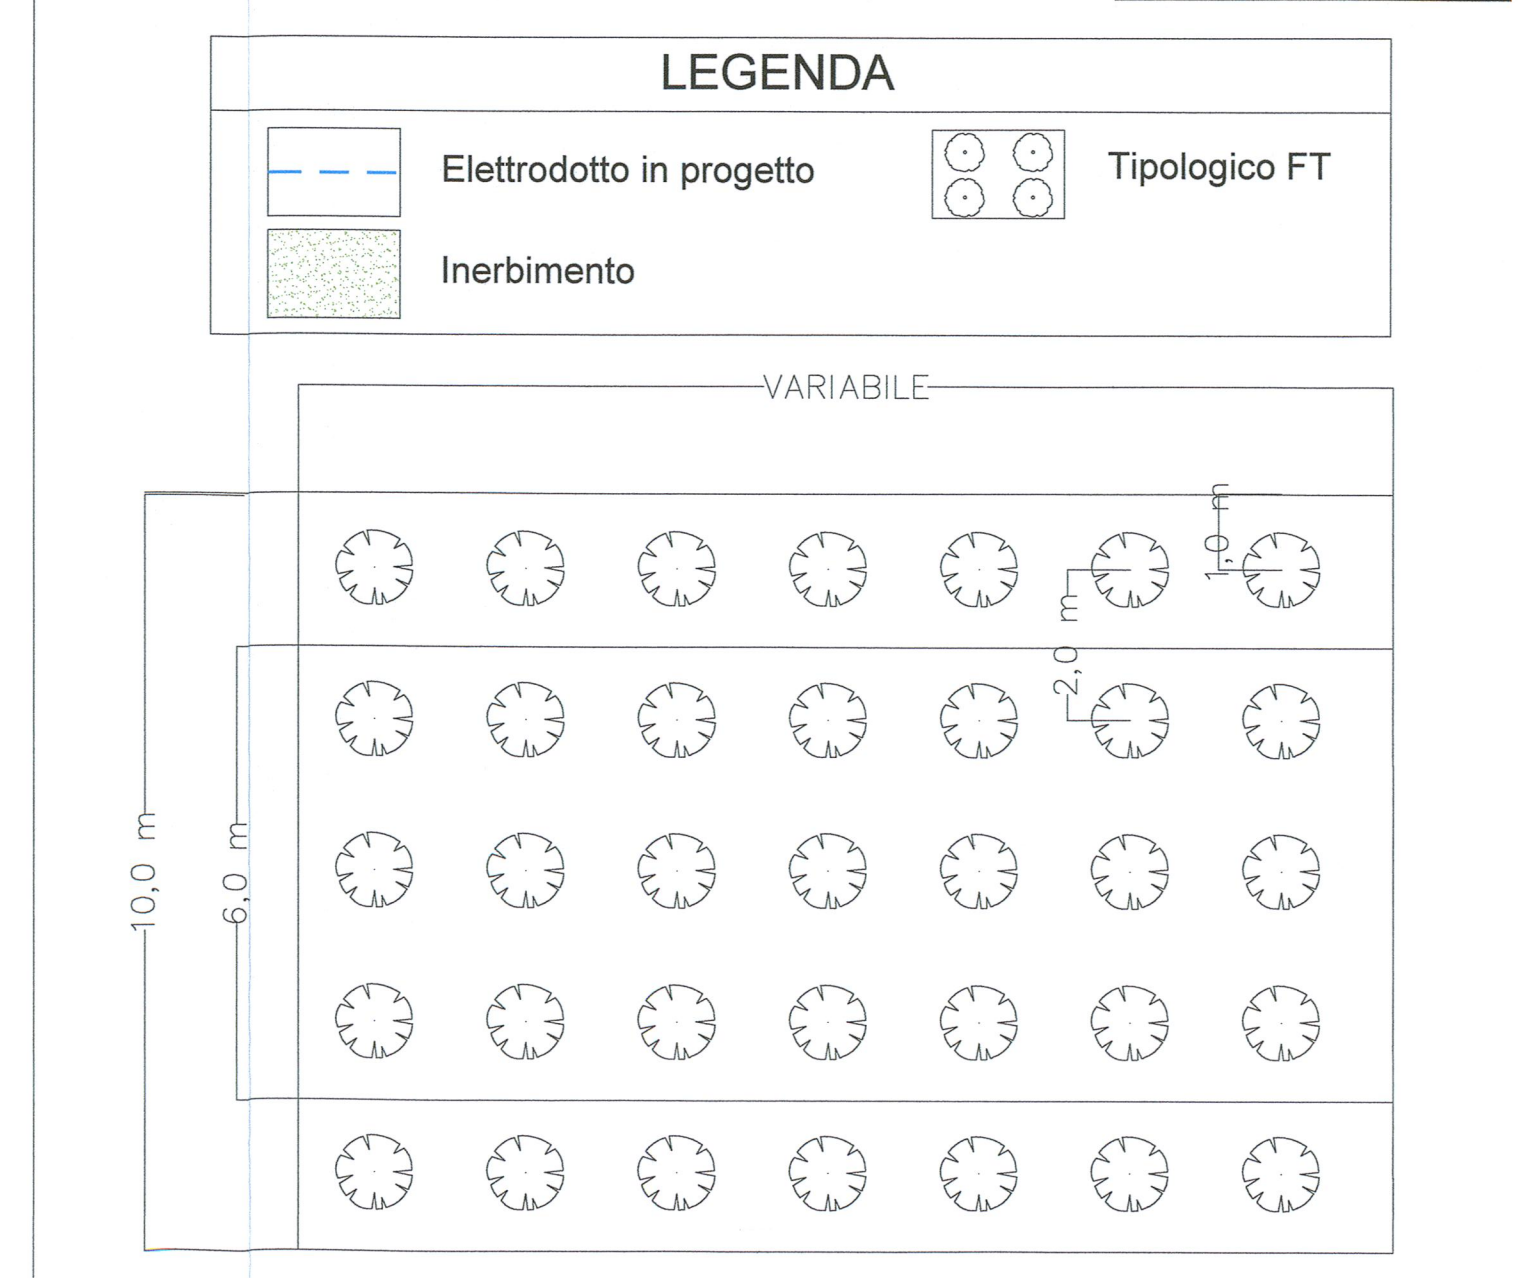 LEGENDA
Elettrodotto in progetto
Tipologico FT
Inerbimento
VARIABILE
1,0 m
2,0 m
10,0 m
6,0 m